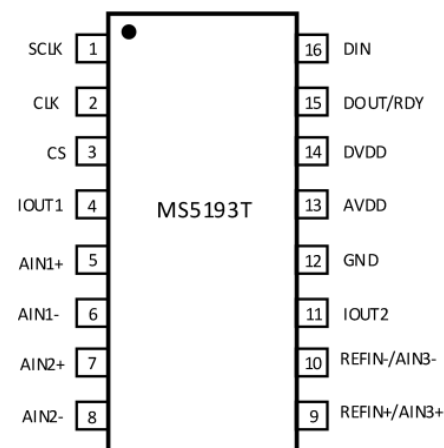 SCLK 1 16 DIN
CLK 2 15 DOUT/RDY
CS 3 14 DVDD
IOUT1 4 MS5193T 13 AVDD
AIN1+ 5 12 GND
AIN1- 6 11 IOUT2
AIN2+ 7 10 REFIN-/AIN3-
AIN2- 8 9 REFIN+/AIN3+